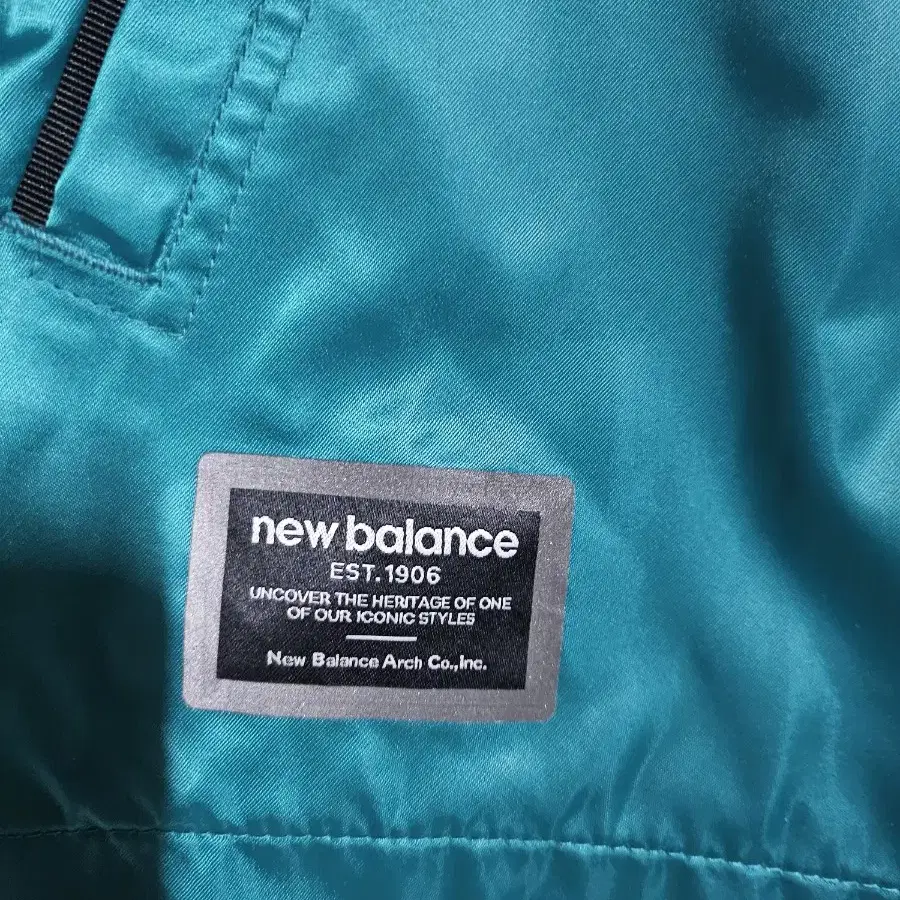 new balance
EST.1906
UNCOVER THE HERITAGE OF ONE
OF OUR ICONIC STYLES
New Balance Arch Co.,Inc.